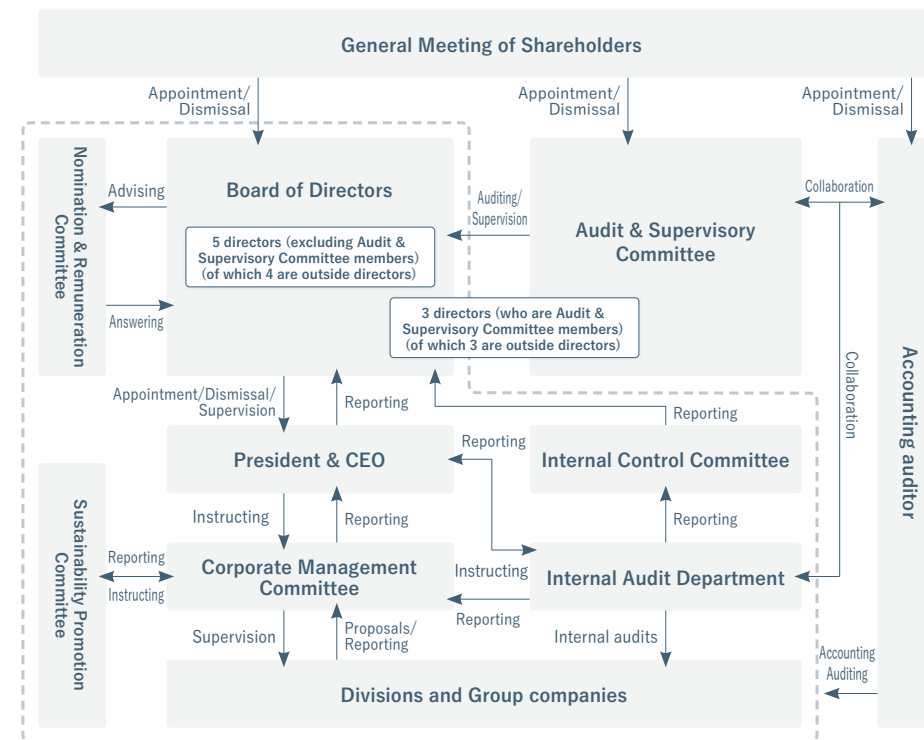 General Meeting of Shareholders
Appointment/
Dismissal
Appointment/
Dismissal
Appointment/
Dismissal
Nomination & Remuneration
Committee
Advising
Answering
Board of Directors
5 directors (excluding Audit &
Supervisory Committee members)
(of which 4 are outside directors)
Auditing/
Supervision
Audit & Supervisory
Committee
3 directors (who are Audit &
Supervisory Committee members)
(of which 3 are outside directors)
Collaboration
Collaboration
Accounting auditor
Appointment/Dismissal/
Supervision
Reporting
Reporting
President & CEO
Reporting
Internal Control Committee
Instructing
Reporting
Reporting
Sustainability Promotion
Committee
Reporting
Instructing
Corporate Management
Committee
Instructing
Internal Audit Department
Reporting
Supervision
Proposals/
Reporting
Internal audits
Accounting
Auditing
Divisions and Group companies